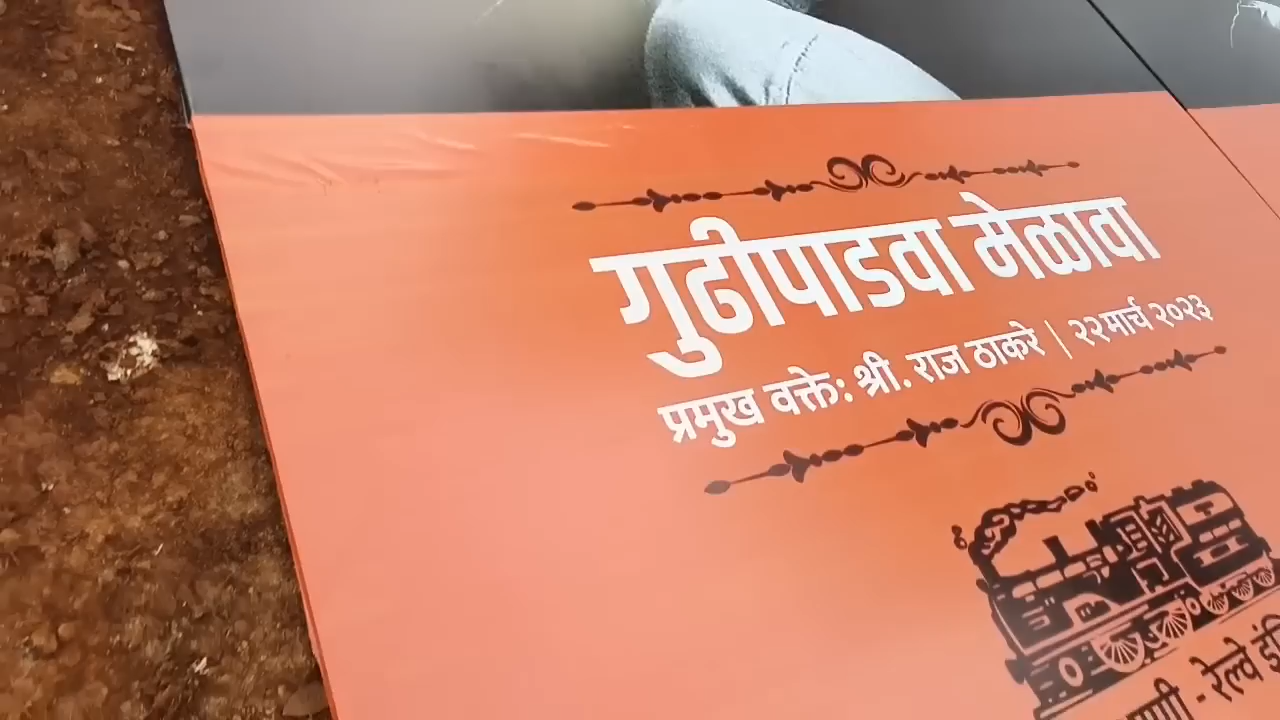 गुढीपाडवा मेळावा
प्रमुख वक्ते: श्री. राज ठाकरे | २२ मार्च २०२३
- रेल्वे